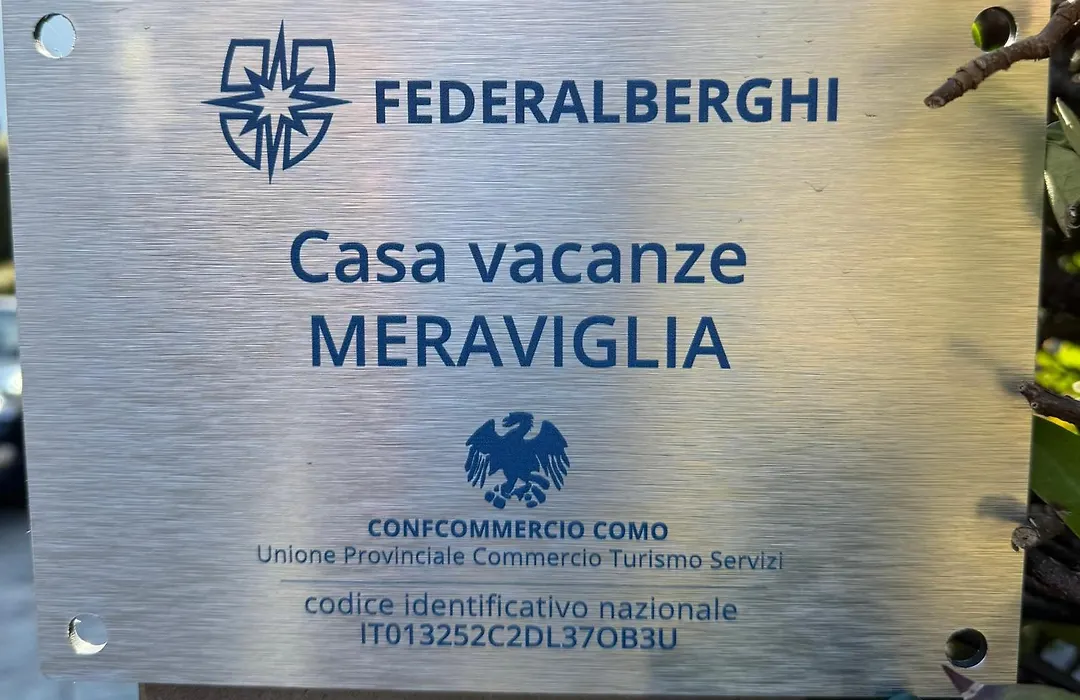 FEDERALBERGHI
Casa vacanze
MERAVIGLIA
CONFCOMMERCIO COMO
Unione Provinciale Commercio Turismo Servizi
codice identificativo nazionale
IT013252C2DL37OB3U